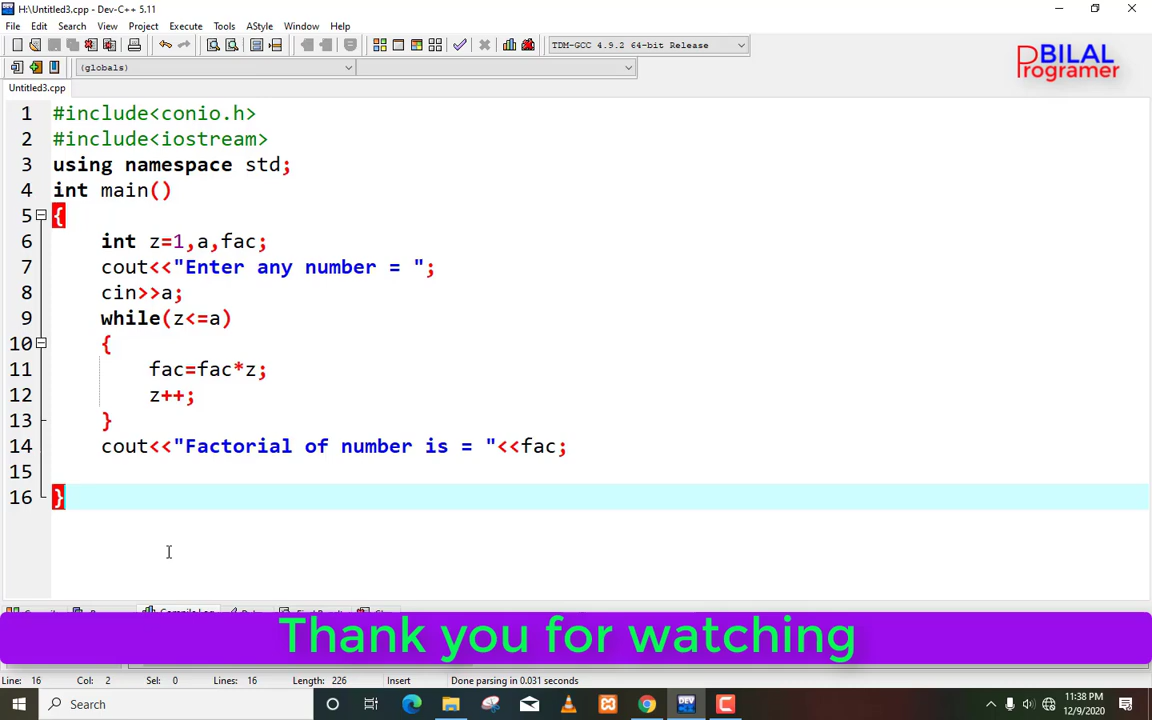 H:\Untitled3.cpp - Dev-C++ 5.11
File Edit Search View Project Execute Tools AStyle Window Help
TDM-GCC 4.9.2 64-bit Release
(globals)
BILAL
Programer
Untitled3.cpp
1 #include<conio.h>
2 #include<iostream>
3 using namespace std;
4 int main()
5 {
6 int z=1,a,fac;
7 cout<<"Enter any number = ";
8 cin>>a;
9 while(z<=a)
10 {
11 fac=fac*z;
12 z++;
13 }
14 cout<<"Factorial of number is = "<<fac;
15
16 }
Thank you for watching
Line: 16 Col: 2 Sel: 0 Lines: 16 Length: 226 Insert Done parsing in 0.031 seconds
Search
11:38 PM
12/9/2020